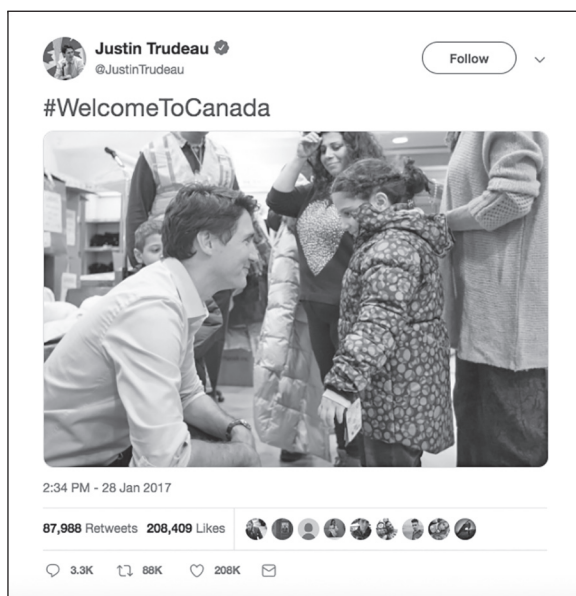 Justin Trudeau
@JustinTrudeau
Follow
#WelcomeToCanada
2:34 PM - 28 Jan 2017
87,988 Retweets 208,409 Likes
3.3K 88K 208K